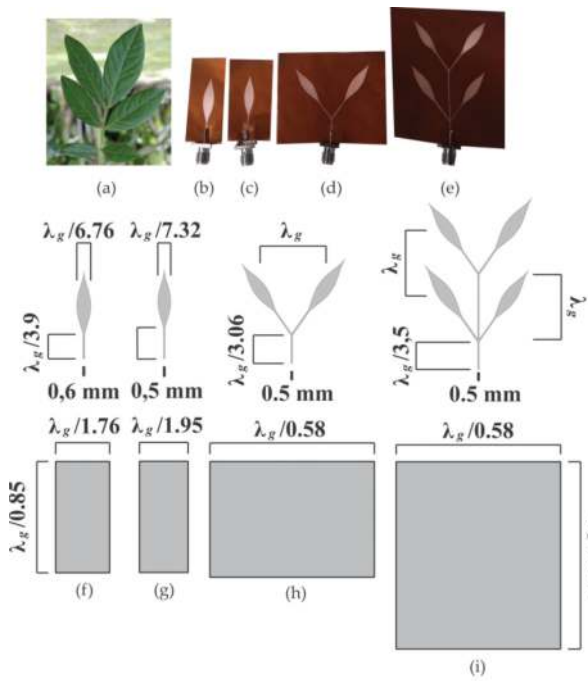 (a)
(b)
(c)
(d)
(e)
λg/6.76
λg/7.32
λg
λg/3.9
λg/3.06
λg
λg
λg/3,5
0,6 mm
0,5 mm
0.5 mm
0.5 mm
λg/1.76
λg/1.95
λg/0.58
λg/0.58
λg/0.85
(f)
(g)
(h)
(i)